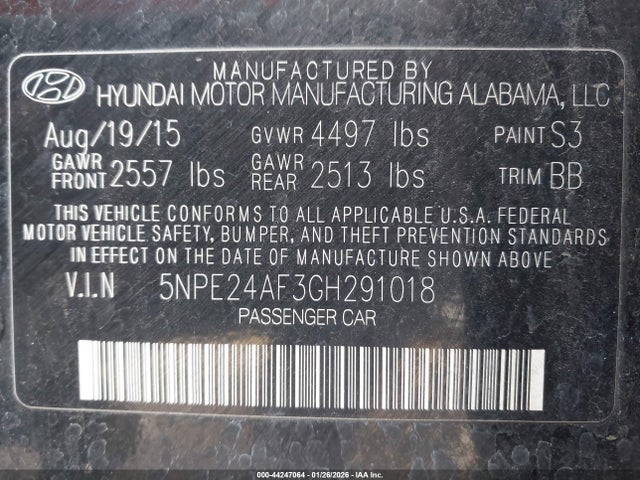 MANUFACTURED BY
HYUNDAI MOTOR MANUFACTURING ALABAMA, LLC
Aug/19/15 GVWR 4497 lbs PAINT S3
GAWR FRONT 2557 lbs GAWR REAR 2513 lbs TRIM BB
THIS VEHICLE CONFORMS TO ALL APPLICABLE U.S.A. FEDERAL
MOTOR VEHICLE SAFETY, BUMPER, AND THEFT PREVENTION STANDARDS
IN EFFECT ON THE DATE OF MANUFACTURE SHOWN ABOVE.
V.I.N 5NPE24AF3GH291018
PASSENGER CAR
000-44247064 | 01/26/2026 | IAA Inc.